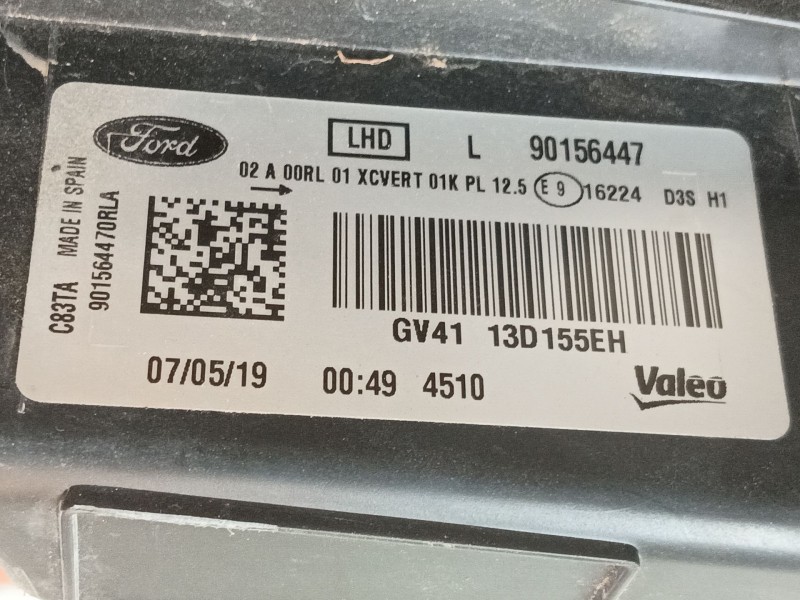 Ford
LHD L 90156447
02 A 00RL 01 XCVERT 01K PL 12.5 E 9 16224 D3S H1
C83TA MADE IN SPAIN
901564470RLA
GV41 13D155EH
07/05/19 00:49 4510
Valeo